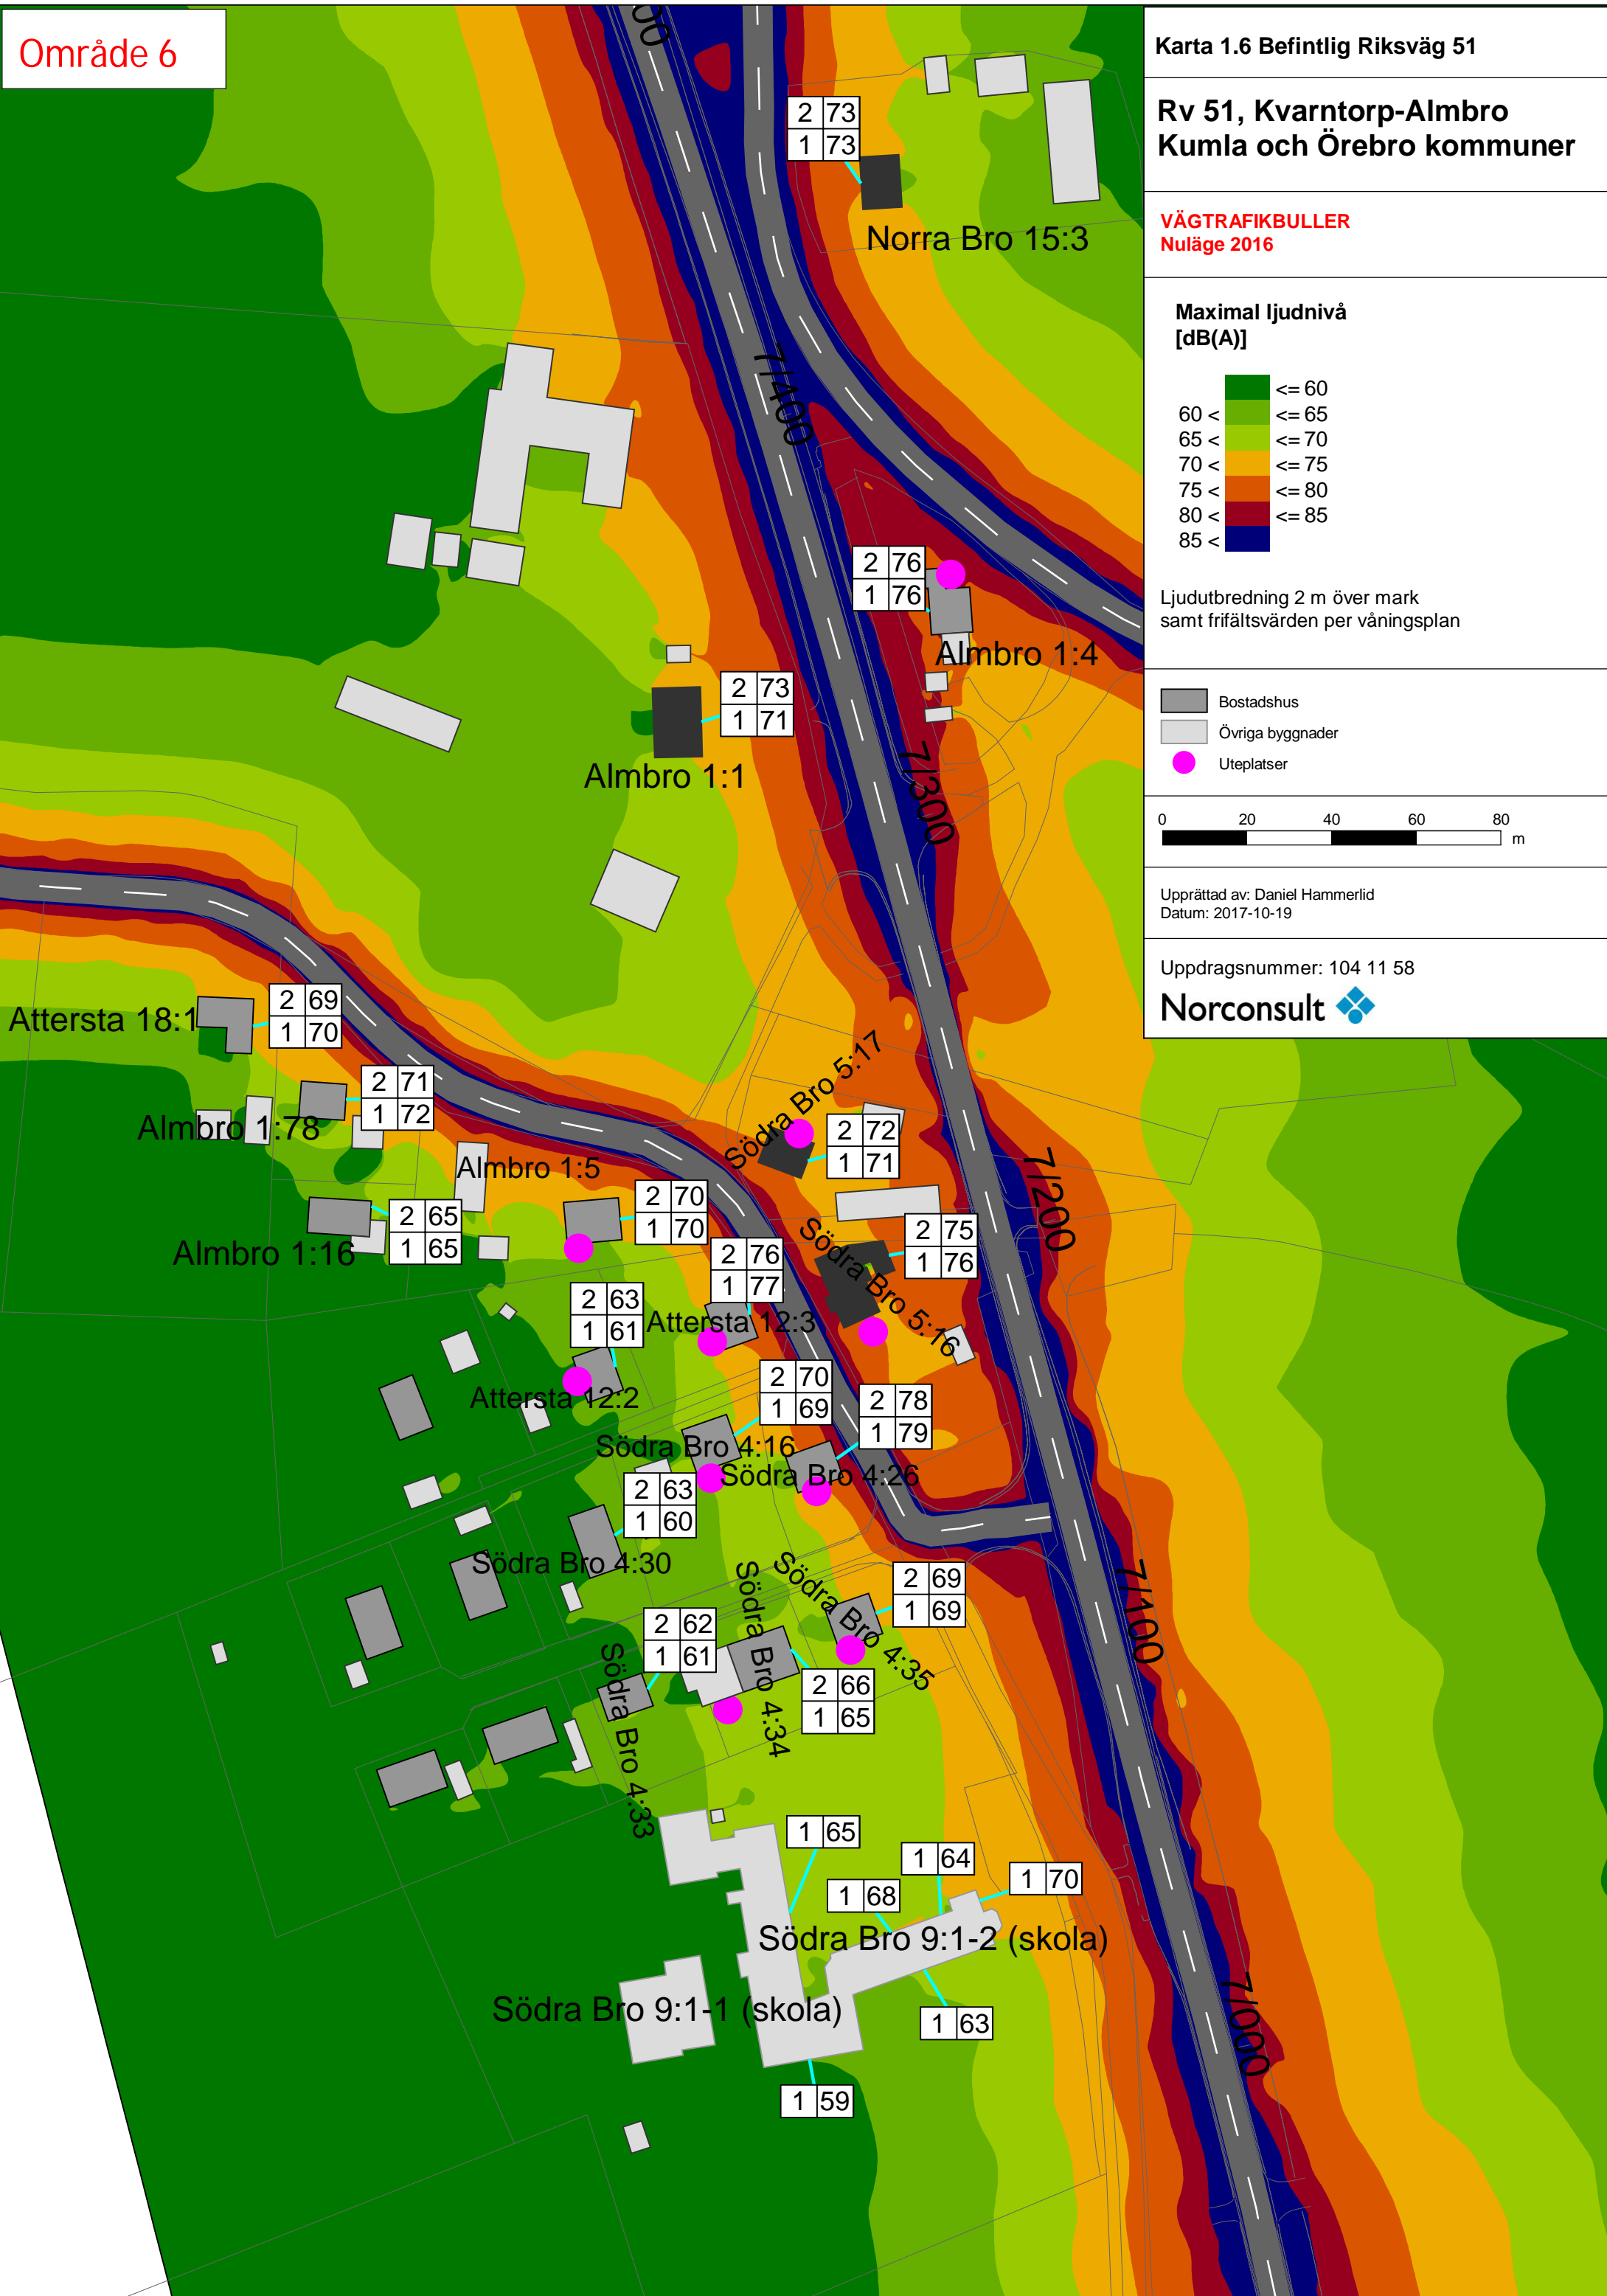 Område 6
Karta 1.6 Befintlig Riksväg 51
Rv 51, Kvarntorp-Almbro
Kumla och Örebro kommuner
VÄGTRAFIKBULLER
Nuläge 2016
Maximal ljudnivå
[dB(A)]
<= 60
60 < <= 65
65 < <= 70
70 < <= 75
75 < <= 80
80 < <= 85
85 <
Ljudutbredning 2 m över mark
samt frifältsvärden per våningsplan
Bostadshus
Övriga byggnader
Uteplatser
0 20 40 60 80
m
Upprättad av: Daniel Hammerlid
Datum: 2017-10-19
Uppdragsnummer: 104 11 58
Norconsult
00
2 73
1 73
Norra Bro 15:3
7/400
2 76
1 76
Almbro 1:4
2 73
1 71
Almbro 1:1
7/300
Attersta 18:1
2 69
1 70
2 71
1 72
Almbro 1:78
Södra Bro 5:17
2 72
1 71
Almbro 1:5
2 70
1 70
2 65
1 65
Almbro 1:16
7/200
2 75
1 76
Södra Bro 5:16
2 76
1 77
Attersta 12:3
2 63
1 61
Attersta 12:2
2 70
1 69
Södra Bro 4:16
2 78
1 79
Södra Bro 4:26
2 63
1 60
Södra Bro 4:30
7/100
2 69
1 69
Södra Bro 4:35
2 62
1 61
Södra Bro 4:33
Södra Bro 4:34
2 66
1 65
1 65
1 64
1 70
1 68
Södra Bro 9:1-2 (skola)
Södra Bro 9:1-1 (skola)
1 63
7/000
1 59